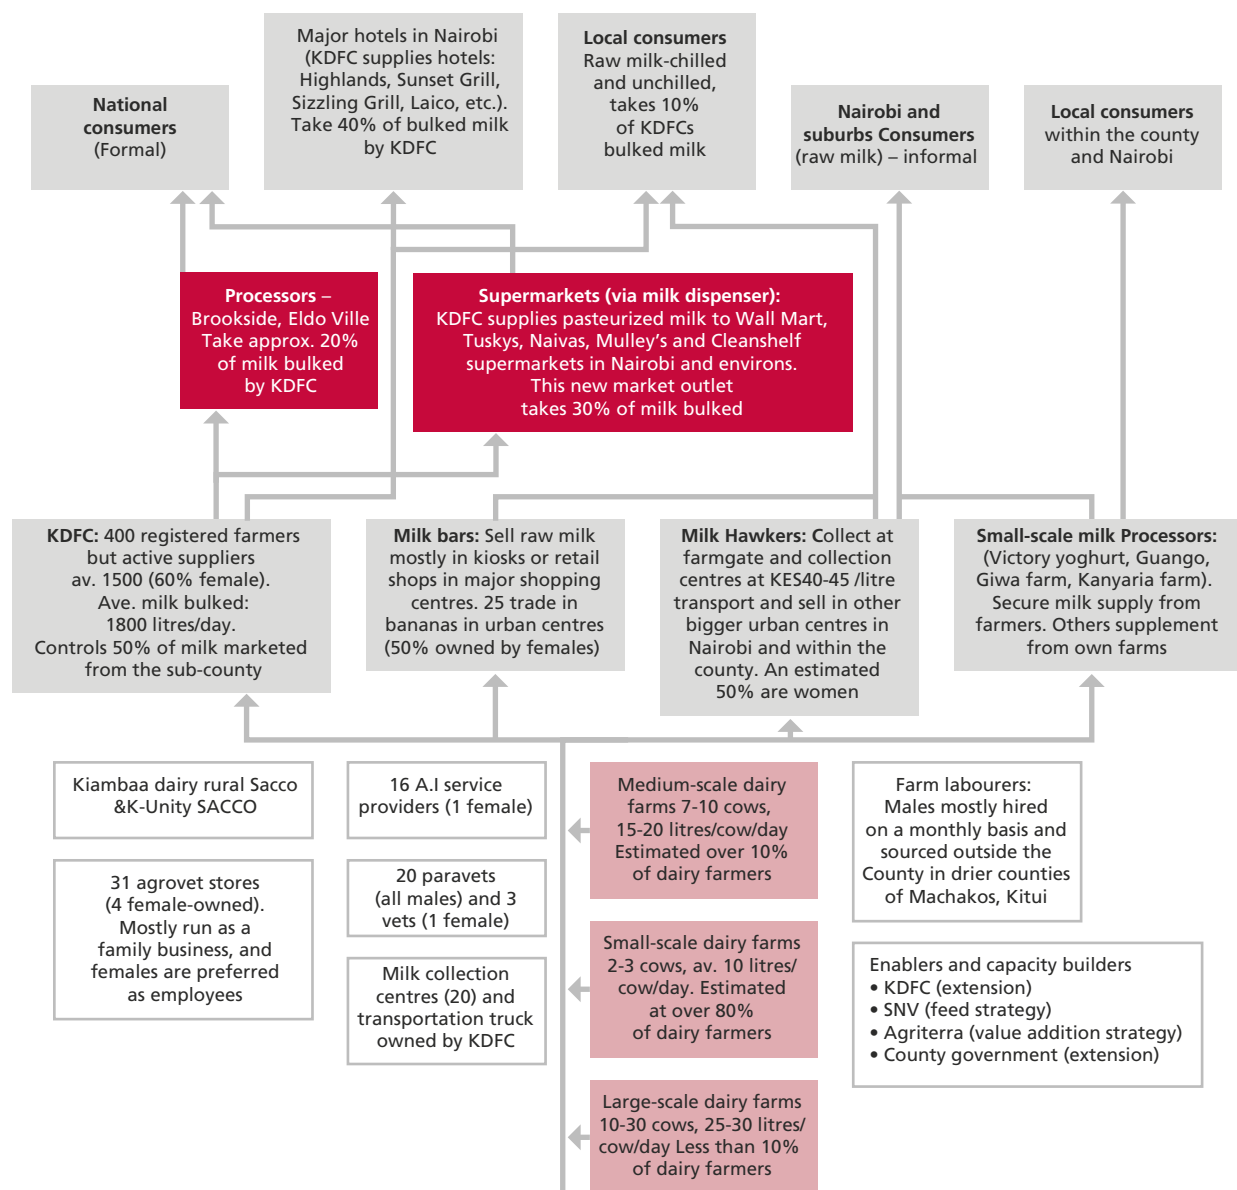 Major hotels in Nairobi
(KDFC supplies hotels:
Highlands, Sunset Grill,
Sizzling Grill, Laico, etc.).
Take 40% of bulked milk
by KDFC
Local consumers
Raw milk-chilled
and unchilled,
takes 10%
of KDFCs
bulked milk
National
consumers
(Formal)
Nairobi and
suburbs Consumers
(raw milk) – informal
Local consumers
within the county
and Nairobi
Processors –
Brookside, Eldo Ville
Take approx. 20%
of milk bulked
by KDFC
Supermarkets (via milk dispenser):
KDFC supplies pasteurized milk to Wall Mart,
Tuskys, Naivas, Mulley's and Cleanshelf
supermarkets in Nairobi and environs.
This new market outlet
takes 30% of milk bulked
KDFC: 400 registered farmers
but active suppliers
av. 1500 (60% female).
Ave. milk bulked:
1800 litres/day.
Controls 50% of milk marketed
from the sub-county
Milk bars: Sell raw milk
mostly in kiosks or retail
shops in major shopping
centres. 25 trade in
bananas in urban centres
(50% owned by females)
Milk Hawkers: Collect at
farmgate and collection
centres at KES40-45 /litre
transport and sell in other
bigger urban centres in
Nairobi and within the
county. An estimated
50% are women
Small-scale milk Processors:
(Victory yoghurt, Guango,
Giwa farm, Kanyaria farm).
Secure milk supply from
farmers. Others supplement
from own farms
Kiambaa dairy rural Sacco
&K-Unity SACCO
31 agrovet stores
(4 female-owned).
Mostly run as a
family business, and
females are preferred
as employees
16 A.I service
providers (1 female)
20 paravets
(all males) and 3
vets (1 female)
Milk collection
centres (20) and
transportation truck
owned by KDFC
Medium-scale dairy
farms 7-10 cows,
15-20 litres/cow/day
Estimated over 10%
of dairy farmers
Small-scale dairy farms
2-3 cows, av. 10 litres/
cow/day. Estimated
at over 80%
of dairy farmers
Large-scale dairy farms
10-30 cows, 25-30 litres/
cow/day Less than 10%
of dairy farmers
Farm labourers:
Males mostly hired
on a monthly basis and
sourced outside the
County in drier counties
of Machakos, Kitui
Enablers and capacity builders
• KDFC (extension)
• SNV (feed strategy)
• Agriterra (value addition strategy)
• County government (extension)